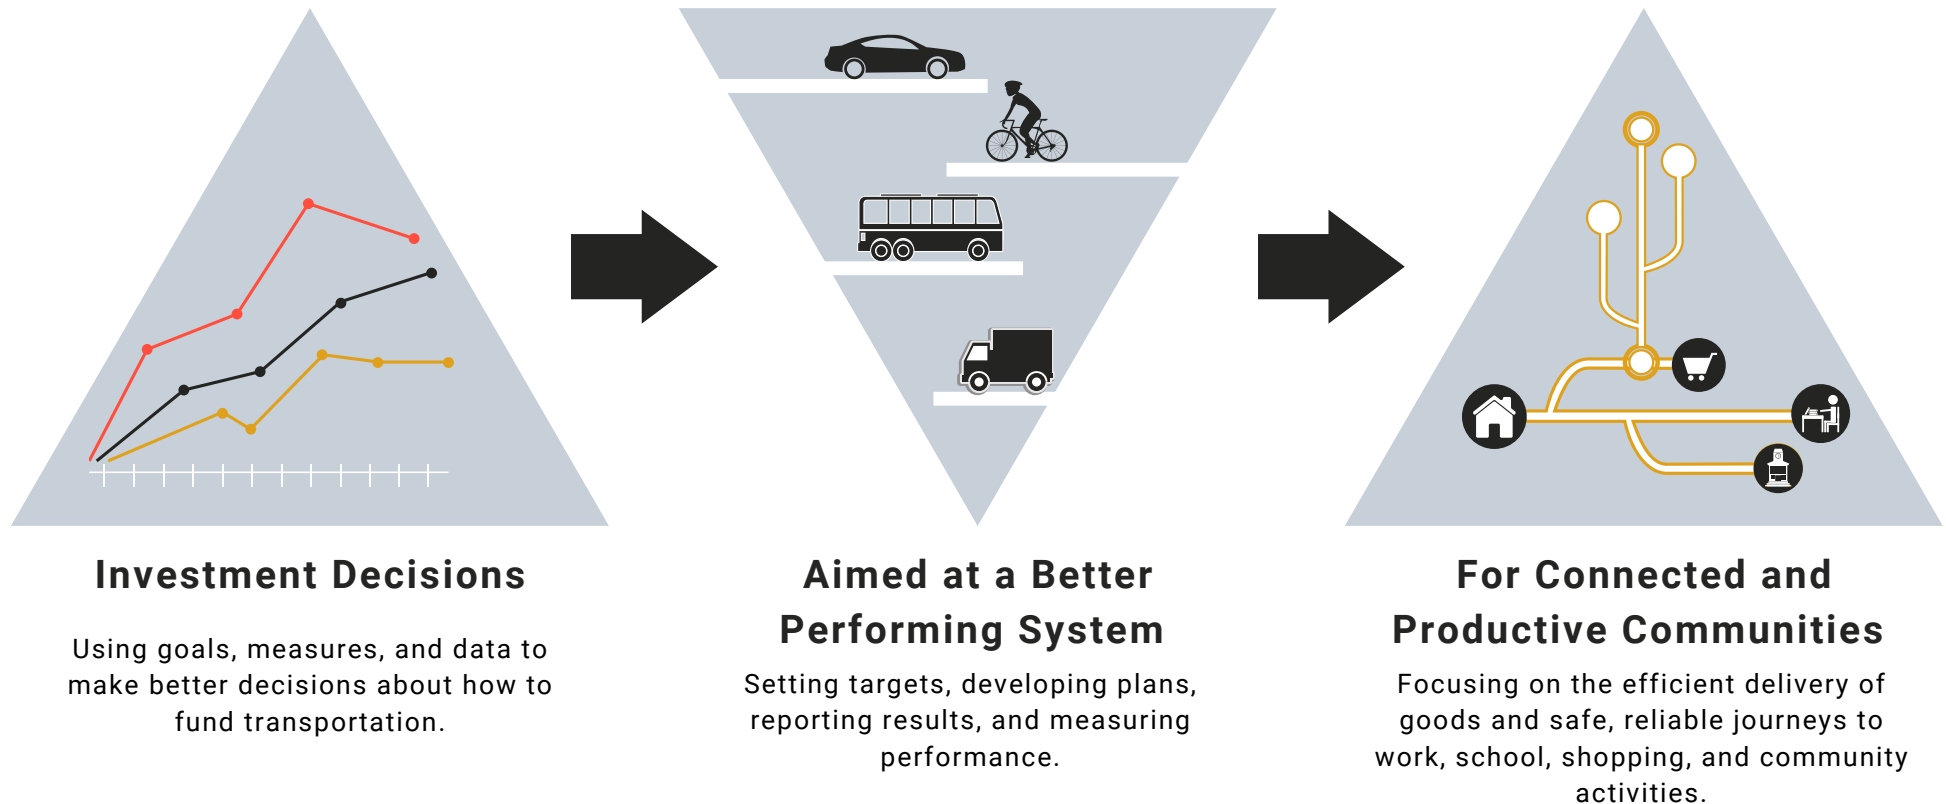 Investment Decisions
Using goals, measures, and data to
make better decisions about how to
fund transportation.
Aimed at a Better
Performing System
Setting targets, developing plans,
reporting results, and measuring
performance.
For Connected and
Productive Communities
Focusing on the efficient delivery of
goods and safe, reliable journeys to
work, school, shopping, and community
activities.